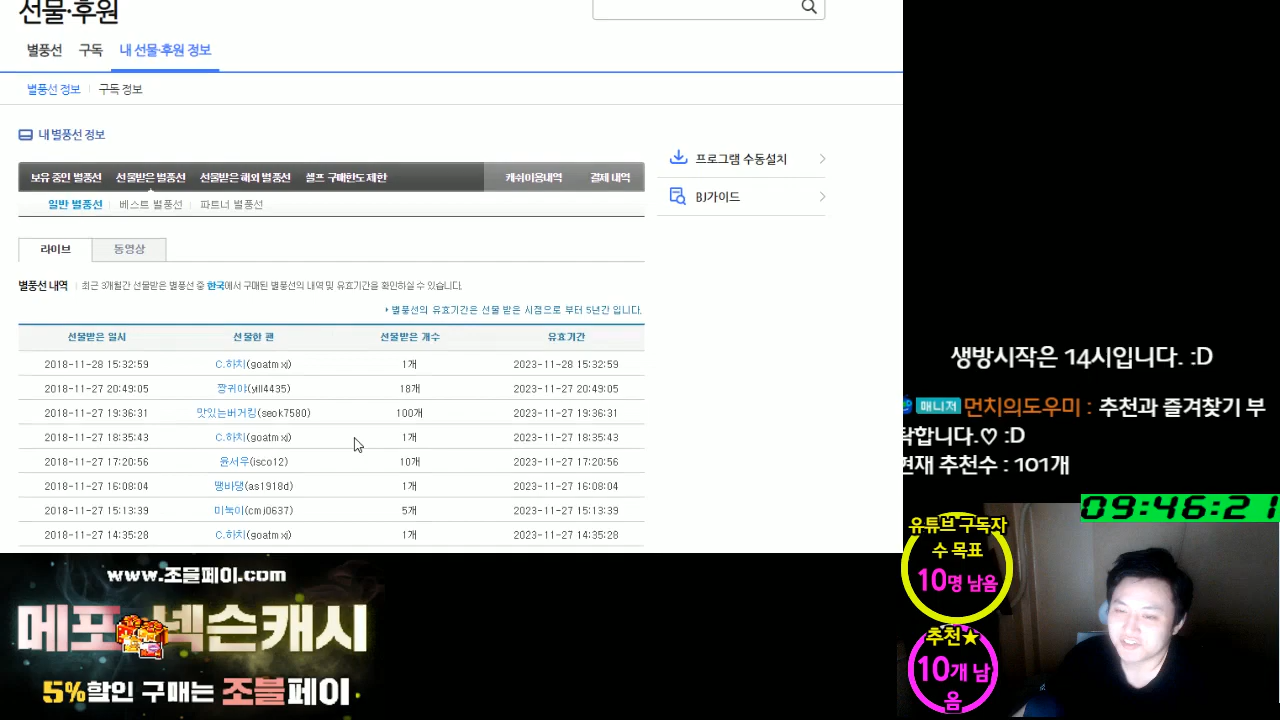 선물·후원
별풍선 구독 내 선물·후원 정보
별풍선 정보 구독 정보
내 별풍선 정보
보유 중인 별풍선 선물받은 별풍선 선물받은 해외 별풍선 셀프 구매한도 제한 캐쉬이용내역 결제 내역
일반 별풍선 베스트 별풍선 파트너 별풍선
라이브 동영상
별풍선 내역 최근 3개월간 선물받은 별풍선 중 한국에서 구매된 별풍선의 내역 및 유효기간을 확인하실 수 있습니다.
별풍선의 유효기간은 선물 받은 시점으로 부터 5년간 입니다.
선물받은 일시 선물한 팬 선물받은 개수 유효기간
2018-11-28 15:32:59 C.하치(goatmxj) 1개 2023-11-28 15:32:59
2018-11-27 20:49:05 짱귀야(yill4435) 18개 2023-11-27 20:49:05
2018-11-27 19:36:31 맛있는버거킹(seok7580) 100개 2023-11-27 19:36:31
2018-11-27 18:35:43 C.하치(goatmxj) 1개 2023-11-27 18:35:43
2018-11-27 17:20:56 윤서우(isco12) 10개 2023-11-27 17:20:56
2018-11-27 16:08:04 땡바댕(as1918d) 1개 2023-11-27 16:08:04
2018-11-27 15:13:39 미뉵이(cmj0637) 5개 2023-11-27 15:13:39
2018-11-27 14:35:28 C.하치(goatmxj) 1개 2023-11-27 14:35:28
프로그램 수동설치
BJ가이드
생방시작은 14시입니다. :D
매니저 먼치의도우미 : 추천과 즐겨찾기 부
탁합니다.♡ :D
현재 추천수 : 101개
09:46:21
유튜브 구독자
수 목표
10명 남음
추천★
10개 남
음
www.조블페이.com
메포 넥슨캐시
5%할인 구매는 조블페이.